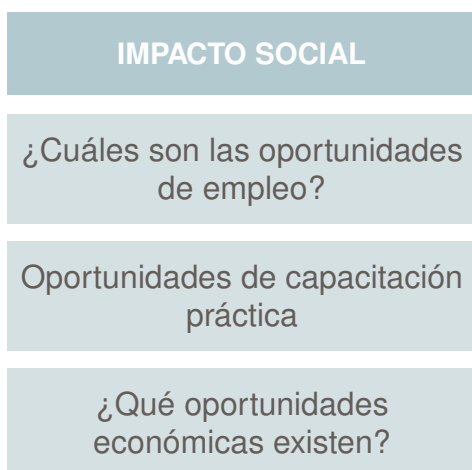 IMPACTO SOCIAL
¿Cuáles son las oportunidades
de empleo?
Oportunidades de capacitación
práctica
¿Qué oportunidades
económicas existen?